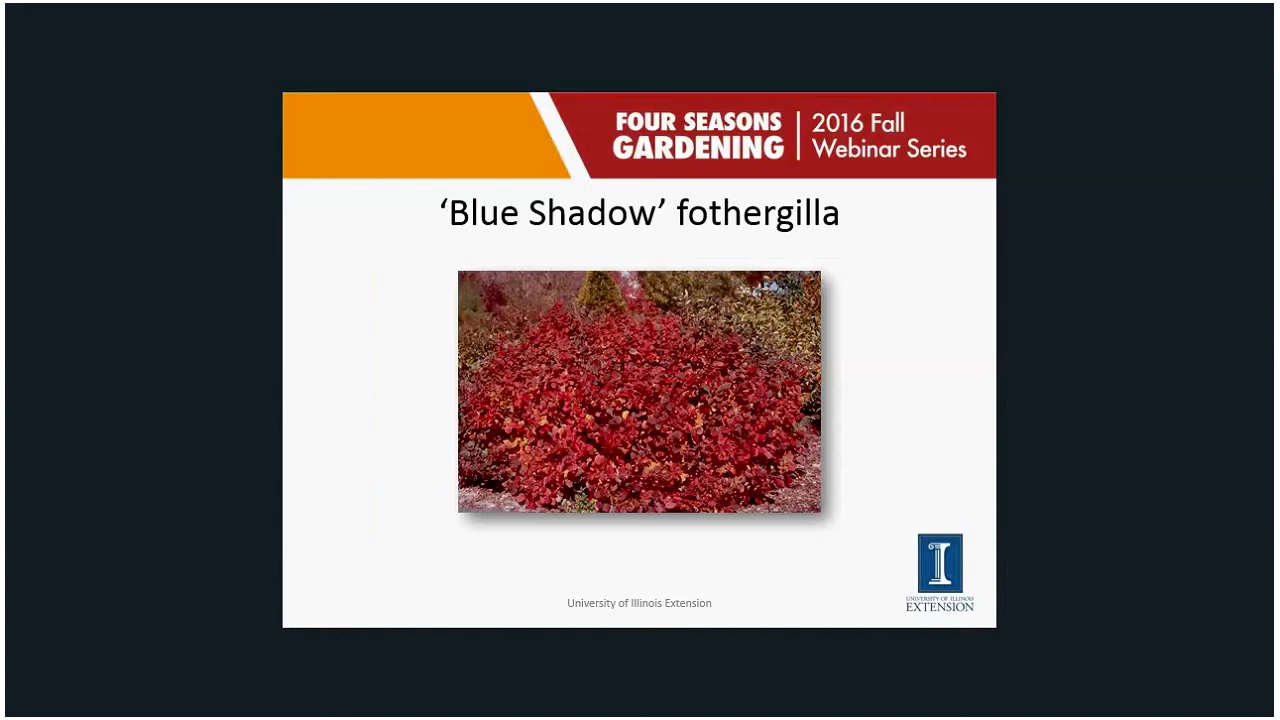 FOUR SEASONS
GARDENING
2016 Fall
Webinar Series
‘Blue Shadow’ fothergilla
University of Illinois Extension
UNIVERSITY OF ILLINOIS
EXTENSION